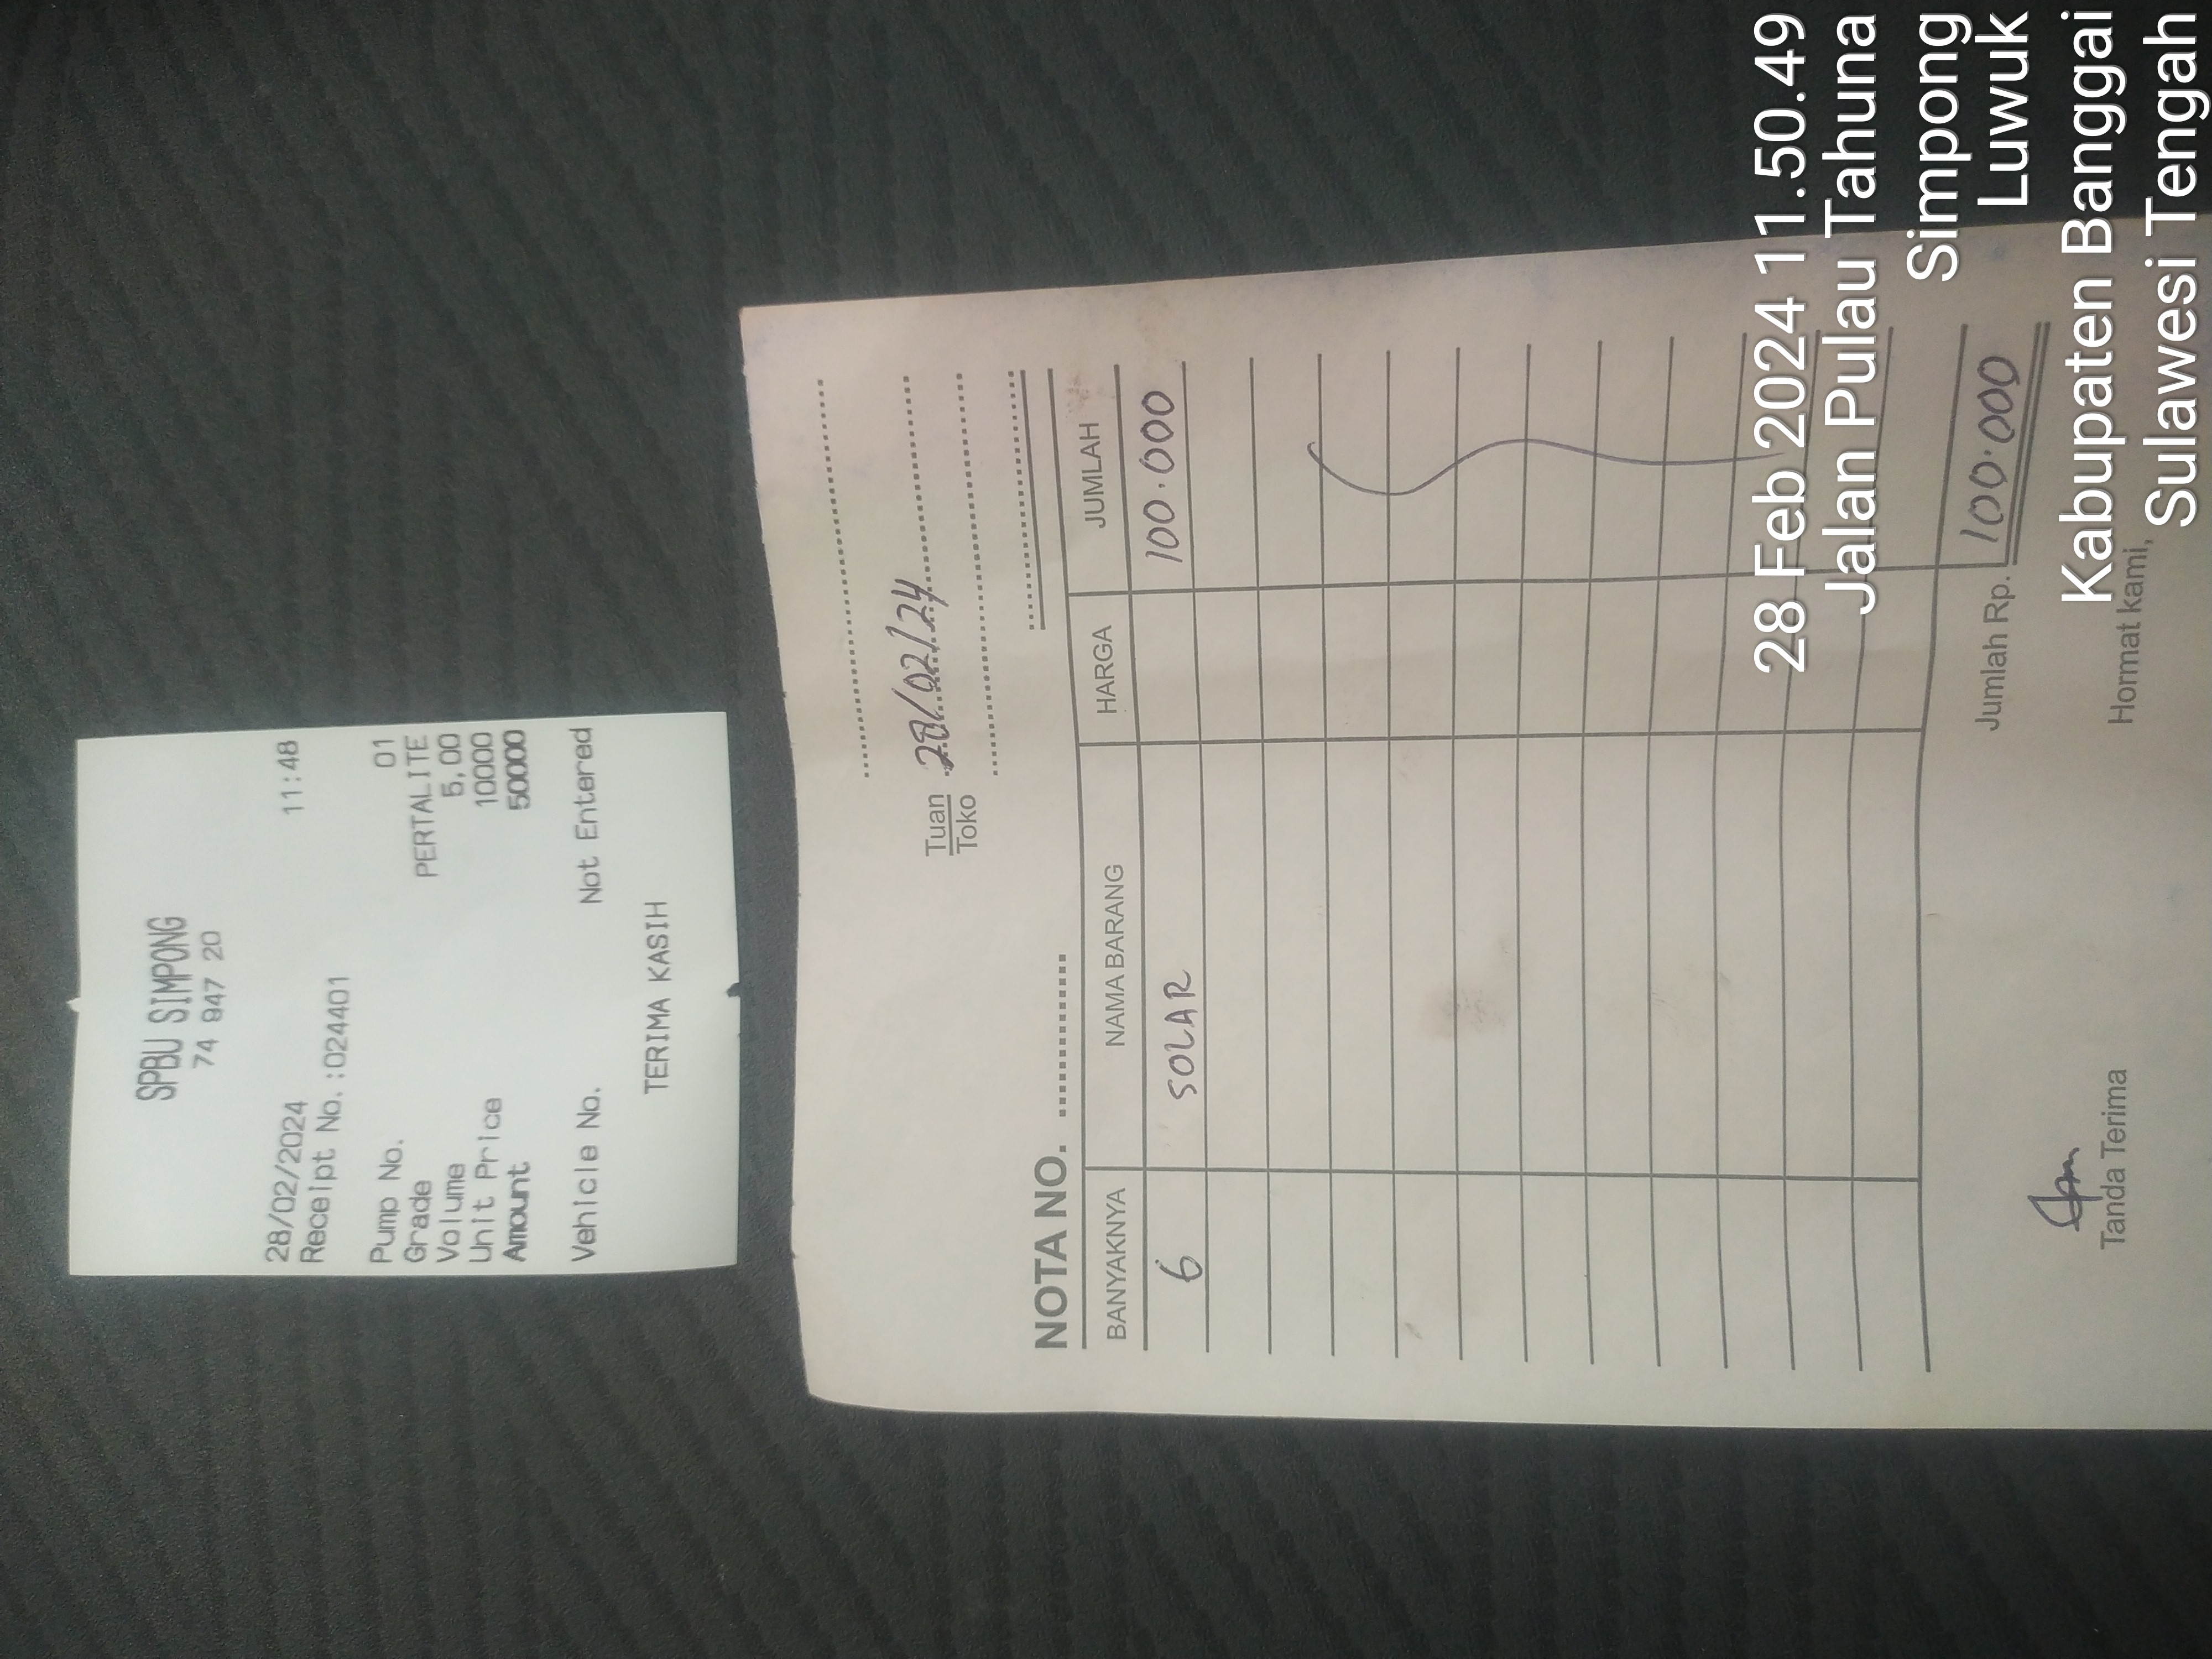 SPBU SIMPONG
74 947 20
28/02/2024 11:48
Receipt No.:024401
Pump No. 01
Grade PERTALITE
Volume 5,00
Unit Price 10000
Amount 50000
Vehicle No. Not Entered
TERIMA KASIH
Tuan 28/02/24
Toko
NOTA NO.
BANYAKNYA NAMA BARANG HARGA JUMLAH
6 SOLAR 100.000
Jumlah Rp. 100.000
Tanda Terima Hormat kami,
28 Feb 2024 11.50.49
Jalan Pulau Tahuna
Simpong
Luwuk
Kabupaten Banggai
Sulawesi Tengah